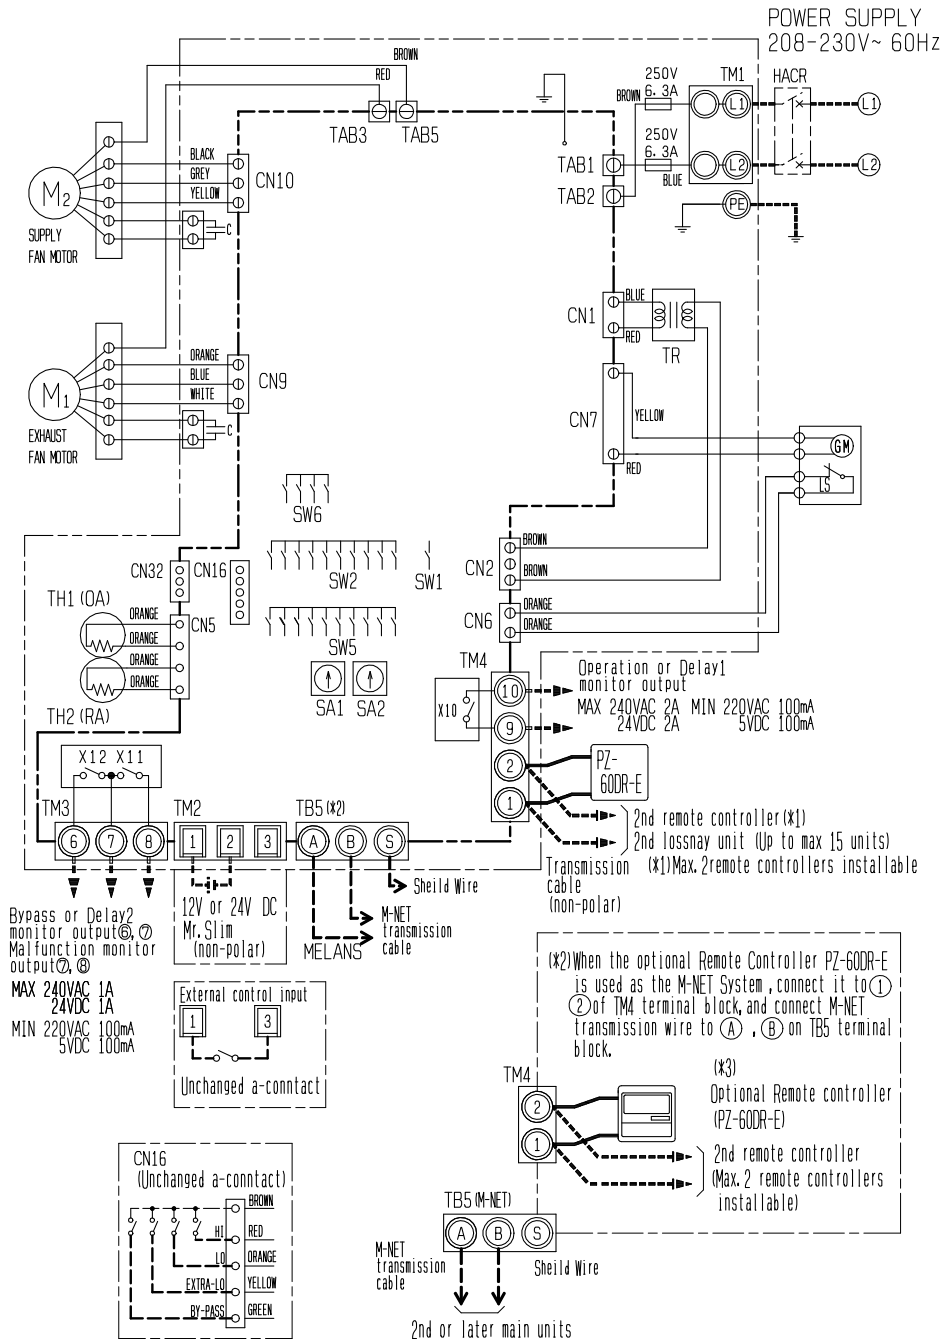 POWER SUPPLY
208-230V~ 60Hz
BROWN
RED
TAB3
TAB5
250V
6.3A
BROWN
TM1
HACR
L1
L1
250V
6.3A
BLUE
L2
L2
TAB1
TAB2
PE
M2
SUPPLY
FAN MOTOR
BLACK
GREY
YELLOW
CN10
C
CN1
BLUE
RED
TR
M1
EXHAUST
FAN MOTOR
ORANGE
BLUE
WHITE
CN9
C
CN7
YELLOW
RED
GM
LS
SW6
SW2
SW1
CN2
BROWN
BROWN
CN32
CN16
TH1 (OA)
ORANGE
ORANGE
ORANGE
ORANGE
CN5
TH2 (RA)
SW5
SA1
SA2
CN6
ORANGE
ORANGE
TM4
X10
10
9
2
1
Operation or Delay1
monitor output
MAX 240VAC 2A MIN 220VAC 100mA
24VDC 2A 5VDC 100mA
PZ-
60DR-E
2nd remote controller(*1)
2nd lossnay unit (Up to max 15 units)
(*1)Max.2remote controllers installable
Transmission
cable
(non-polar)
X12 X11
TM3
6 7 8
TM2
1 2 3
TB5(*2)
A B S
Bypass or Delay2
monitor output⑥,⑦
Malfunction monitor
output⑦,⑧
MAX 240VAC 1A
24VDC 1A
MIN 220VAC 100mA
5VDC 100mA
12V or 24V DC
Mr.Slim
(non-polar)
Sheild Wire
M-NET
transmission
cable
MELANS
External control input
1 3
Unchanged a-conntact
(*2)When the optional Remote Controller PZ-60DR-E
is used as the M-NET System, connect it to ①
② of TM4 terminal block, and connect M-NET
transmission wire to Ⓐ, Ⓑ on TB5 terminal
block.
(*3)
TM4
2
1
Optional Remote controller
(PZ-60DR-E)
2nd remote controller
(Max.2 remote controllers
installable)
TB5(M-NET)
A B S
M-NET
transmission
cable
Sheild Wire
2nd or later main units
CN16
(Unchanged a-conntact)
BROWN
HI RED
LO ORANGE
EXTRA-LO YELLOW
BY-PASS GREEN